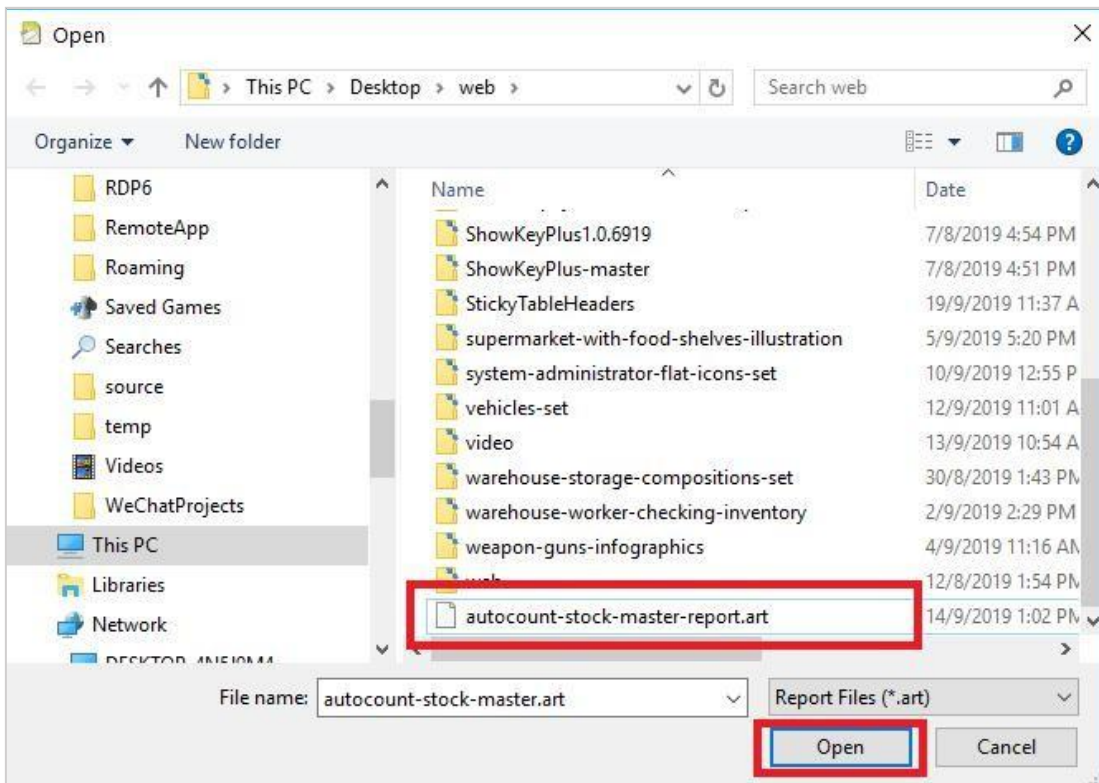 Open
This PC > Desktop > web >
Search web
Organize
New folder
RDP6
RemoteApp
Roaming
Saved Games
Searches
source
temp
Videos
WeChatProjects
This PC
Libraries
Network
Name
Date
ShowKeyPlus1.0.6919
7/8/2019 4:54 PM
ShowKeyPlus-master
7/8/2019 4:51 PM
StickyTableHeaders
19/9/2019 11:37 A
supermarket-with-food-shelves-illustration
5/9/2019 5:20 PM
system-administrator-flat-icons-set
10/9/2019 12:55 P
vehicles-set
12/9/2019 11:01 A
video
13/9/2019 10:54 A
warehouse-storage-compositions-set
30/8/2019 1:43 PM
warehouse-worker-checking-inventory
2/9/2019 2:29 PM
weapon-guns-infographics
4/9/2019 11:16 AM
12/8/2019 1:54 PM
autocount-stock-master-report.art
14/9/2019 1:02 PM
File name:
autocount-stock-master.art
Report Files (*.art)
Open
Cancel